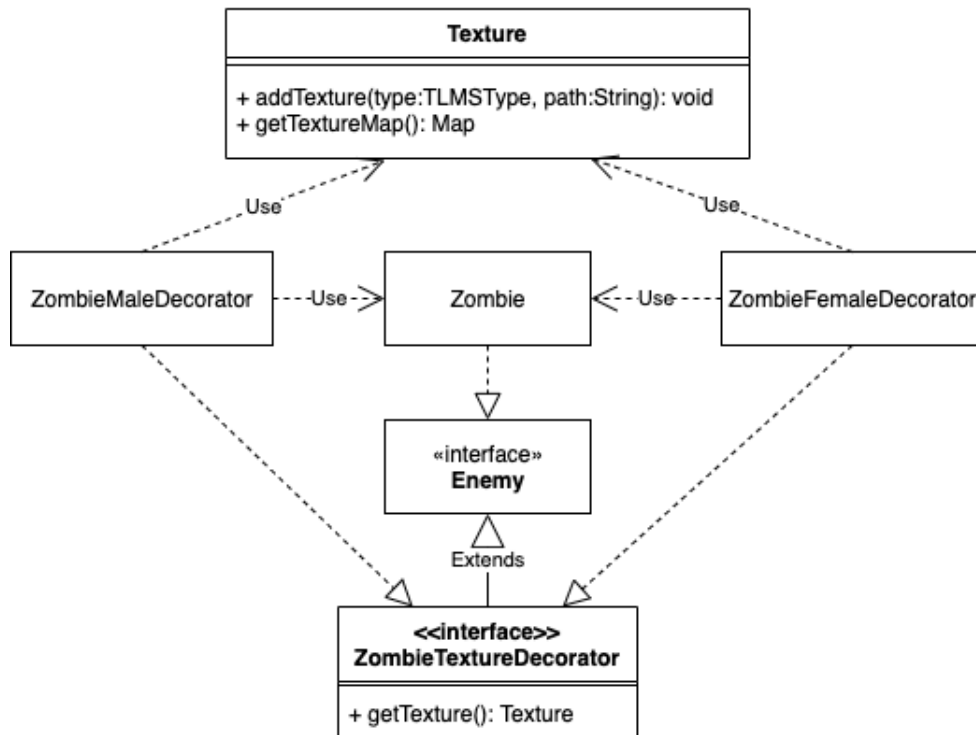 Texture
+ addTexture(type:TLMSType, path:String): void
+ getTextureMap(): Map
Use
Use
ZombieMaleDecorator
Use
Zombie
Use
ZombieFemaleDecorator
«interface»
Enemy
Extends
<<interface>>
ZombieTextureDecorator
+ getTexture(): Texture